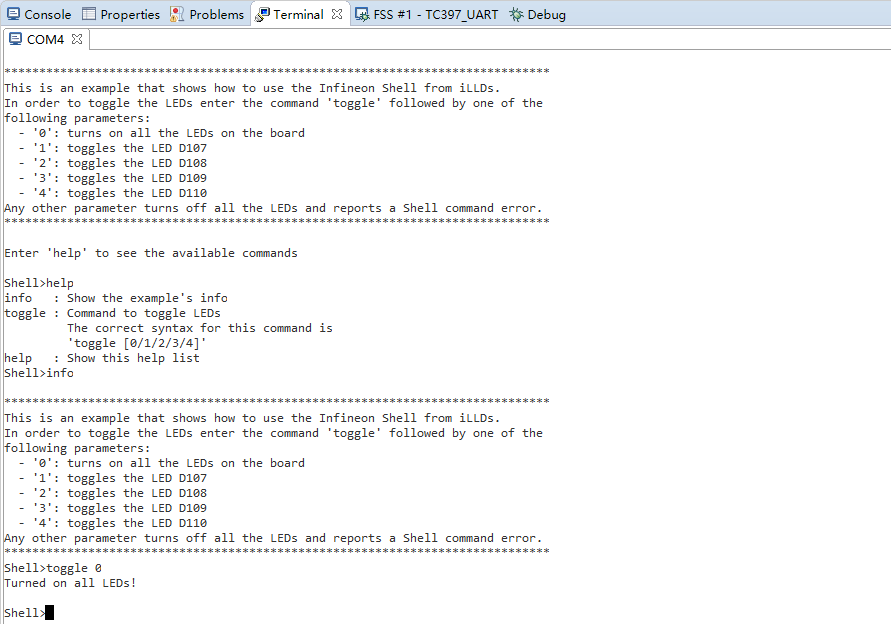 Console Properties Problems Terminal FSS #1 - TC397_UART Debug
COM4
******************************************************************************
This is an example that shows how to use the Infineon Shell from iLLDs.
In order to toggle the LEDs enter the command 'toggle' followed by one of the
following parameters:
  - '0': turns on all the LEDs on the board
  - '1': toggles the LED D107
  - '2': toggles the LED D108
  - '3': toggles the LED D109
  - '4': toggles the LED D110
Any other parameter turns off all the LEDs and reports a Shell command error.
******************************************************************************
Enter 'help' to see the available commands
Shell>help
info   : Show the example's info
toggle : Command to toggle LEDs
         The correct syntax for this command is
         'toggle [0/1/2/3/4]'
help   : Show this help list
Shell>info
******************************************************************************
This is an example that shows how to use the Infineon Shell from iLLDs.
In order to toggle the LEDs enter the command 'toggle' followed by one of the
following parameters:
  - '0': turns on all the LEDs on the board
  - '1': toggles the LED D107
  - '2': toggles the LED D108
  - '3': toggles the LED D109
  - '4': toggles the LED D110
Any other parameter turns off all the LEDs and reports a Shell command error.
******************************************************************************
Shell>toggle 0
Turned on all LEDs!
Shell>